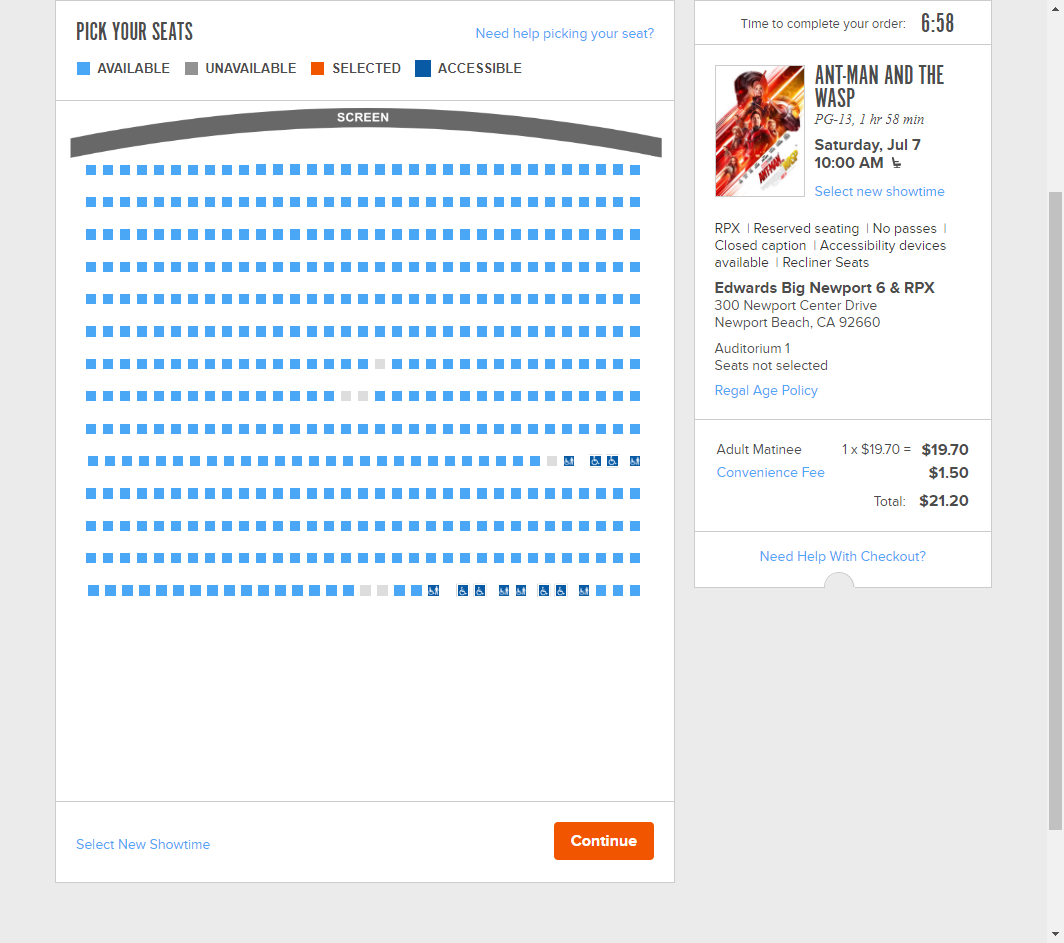 PICK YOUR SEATS
Need help picking your seat?
AVAILABLE UNAVAILABLE SELECTED ACCESSIBLE
SCREEN
Select New Showtime
Continue
Time to complete your order: 6:58
ANT-MAN AND THE
WASP
PG-13, 1 hr 58 min
Saturday, Jul 7
10:00 AM
Select new showtime
RPX | Reserved seating | No passes |
Closed caption | Accessibility devices
available | Recliner Seats
Edwards Big Newport 6 & RPX
300 Newport Center Drive
Newport Beach, CA 92660
Auditorium 1
Seats not selected
Regal Age Policy
Adult Matinee 1 x $19.70 = $19.70
Convenience Fee $1.50
Total: $21.20
Need Help With Checkout?